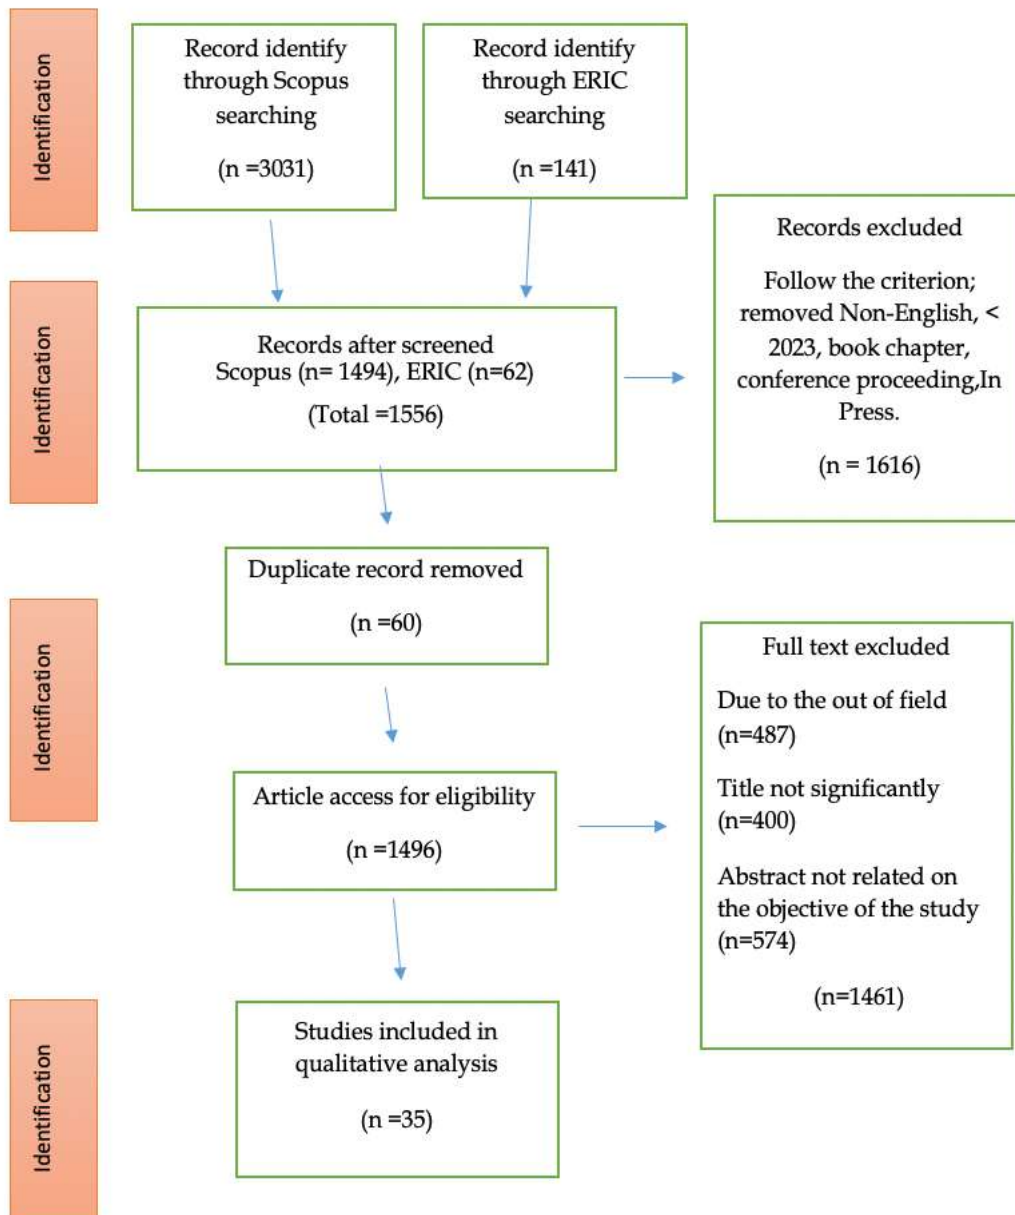 Identification
Record identify
through Scopus
searching
(n =3031)
Record identify
through ERIC
searching
(n =141)
Records excluded
Follow the criterion;
removed Non-English, <
2023, book chapter,
conference proceeding,In
Press.
(n = 1616)
Identification
Records after screened
Scopus (n= 1494), ERIC (n=62)
(Total =1556)
Identification
Duplicate record removed
(n =60)
Article access for eligibility
(n =1496)
Full text excluded
Due to the out of field
(n=487)
Title not significantly
(n=400)
Abstract not related on
the objective of the study
(n=574)
(n=1461)
Identification
Studies included in
qualitative analysis
(n =35)